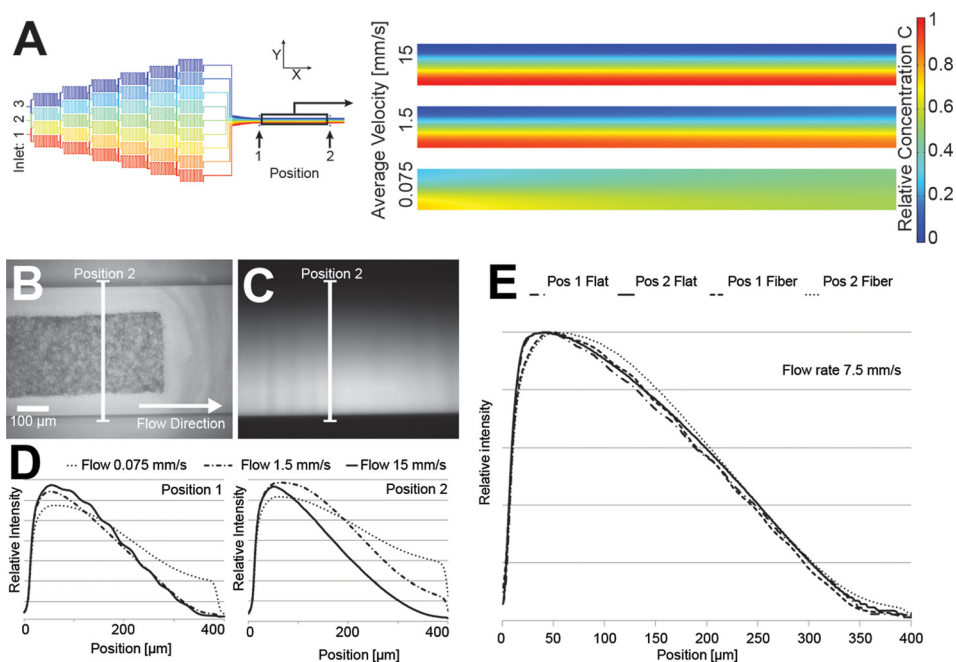 A
Inlet: 1 2 3
Y
X
1
2
Position
Average Velocity [mm/s]
15
1.5
0.075
Relative Concentration C
1
0.8
0.6
0.4
0.2
0
B
Position 2
100 µm
Flow Direction
C
Position 2
D
Flow 0.075 mm/s
Flow 1.5 mm/s
Flow 15 mm/s
Relative Intensity
Position 1
0
200
400
Position [µm]
Relative Intensity
Position 2
0
200
400
Position [µm]
E
Pos 1 Flat
Pos 2 Flat
Pos 1 Fiber
Pos 2 Fiber
Flow rate 7.5 mm/s
Relative intensity
0
50
100
150
200
250
300
350
400
Position [µm]